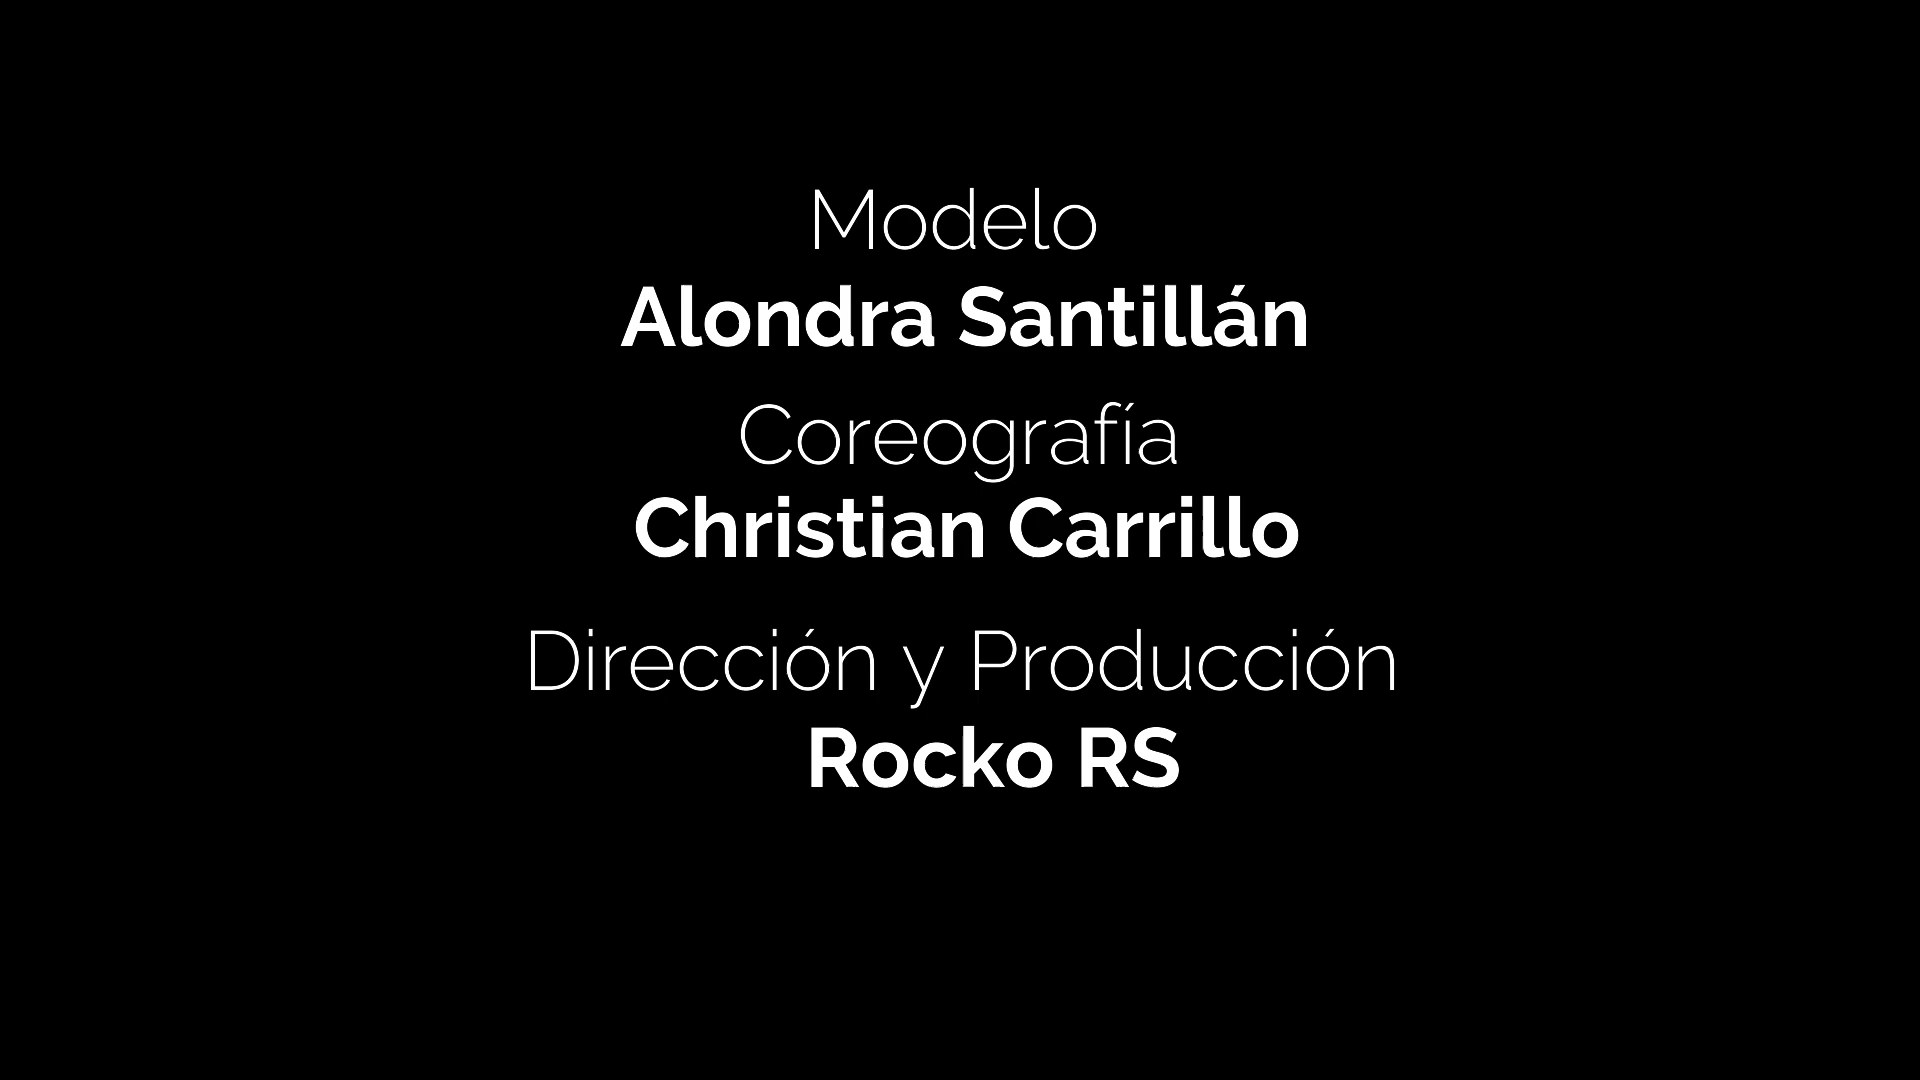 Modelo
Alondra Santillán
Coreografía
Christian Carrillo
Dirección y Producción
Rocko RS